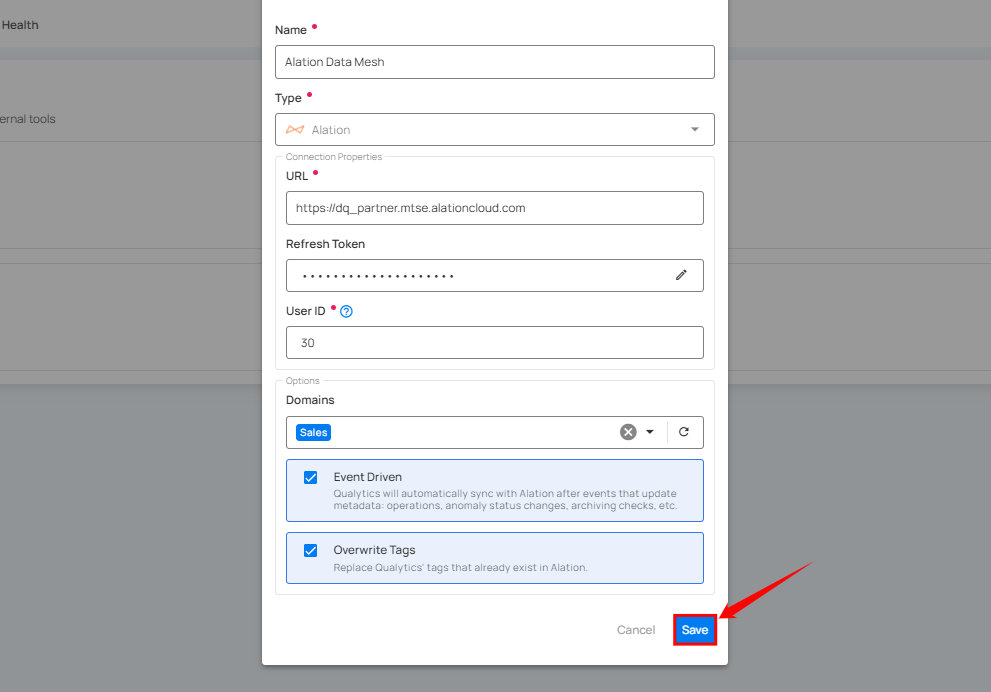 Health
ernal tools
Name
Alation Data Mesh
Type
Alation
Connection Properties
URL
https://dq_partner.mtse.alationcloud.com
Refresh Token
••••••••••••••••••••
User ID
30
Options
Domains
Sales
Event Driven
Qualytics will automatically sync with Alation after events that update
metadata: operations, anomaly status changes, archiving checks, etc.
Overwrite Tags
Replace Qualytics' tags that already exist in Alation.
Cancel
Save